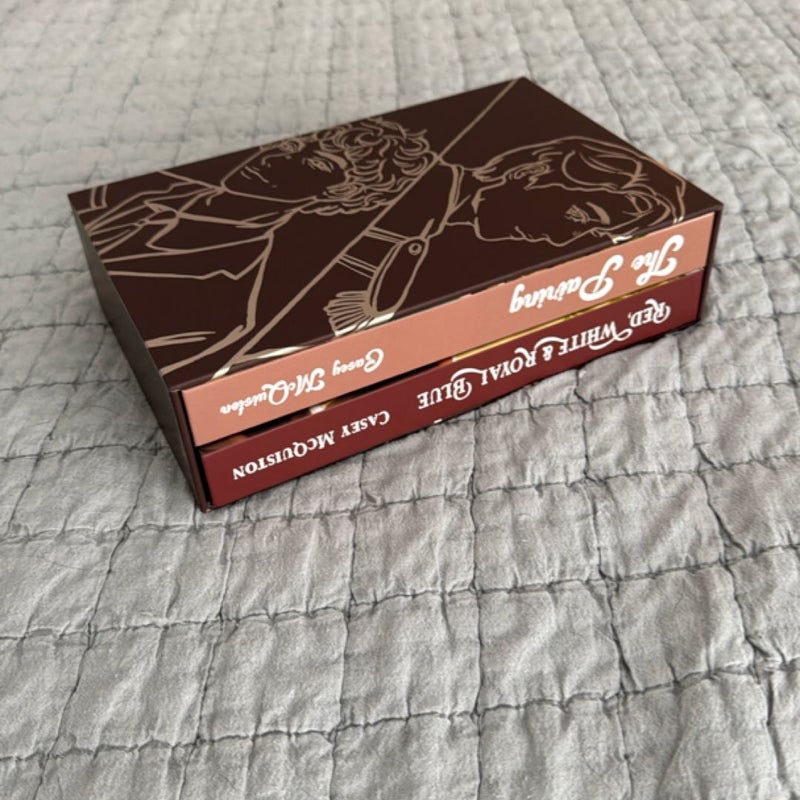 The Pairing
Casey McQuiston
RED, WHITE & ROYAL BLUE
CASEY MCQUISTON